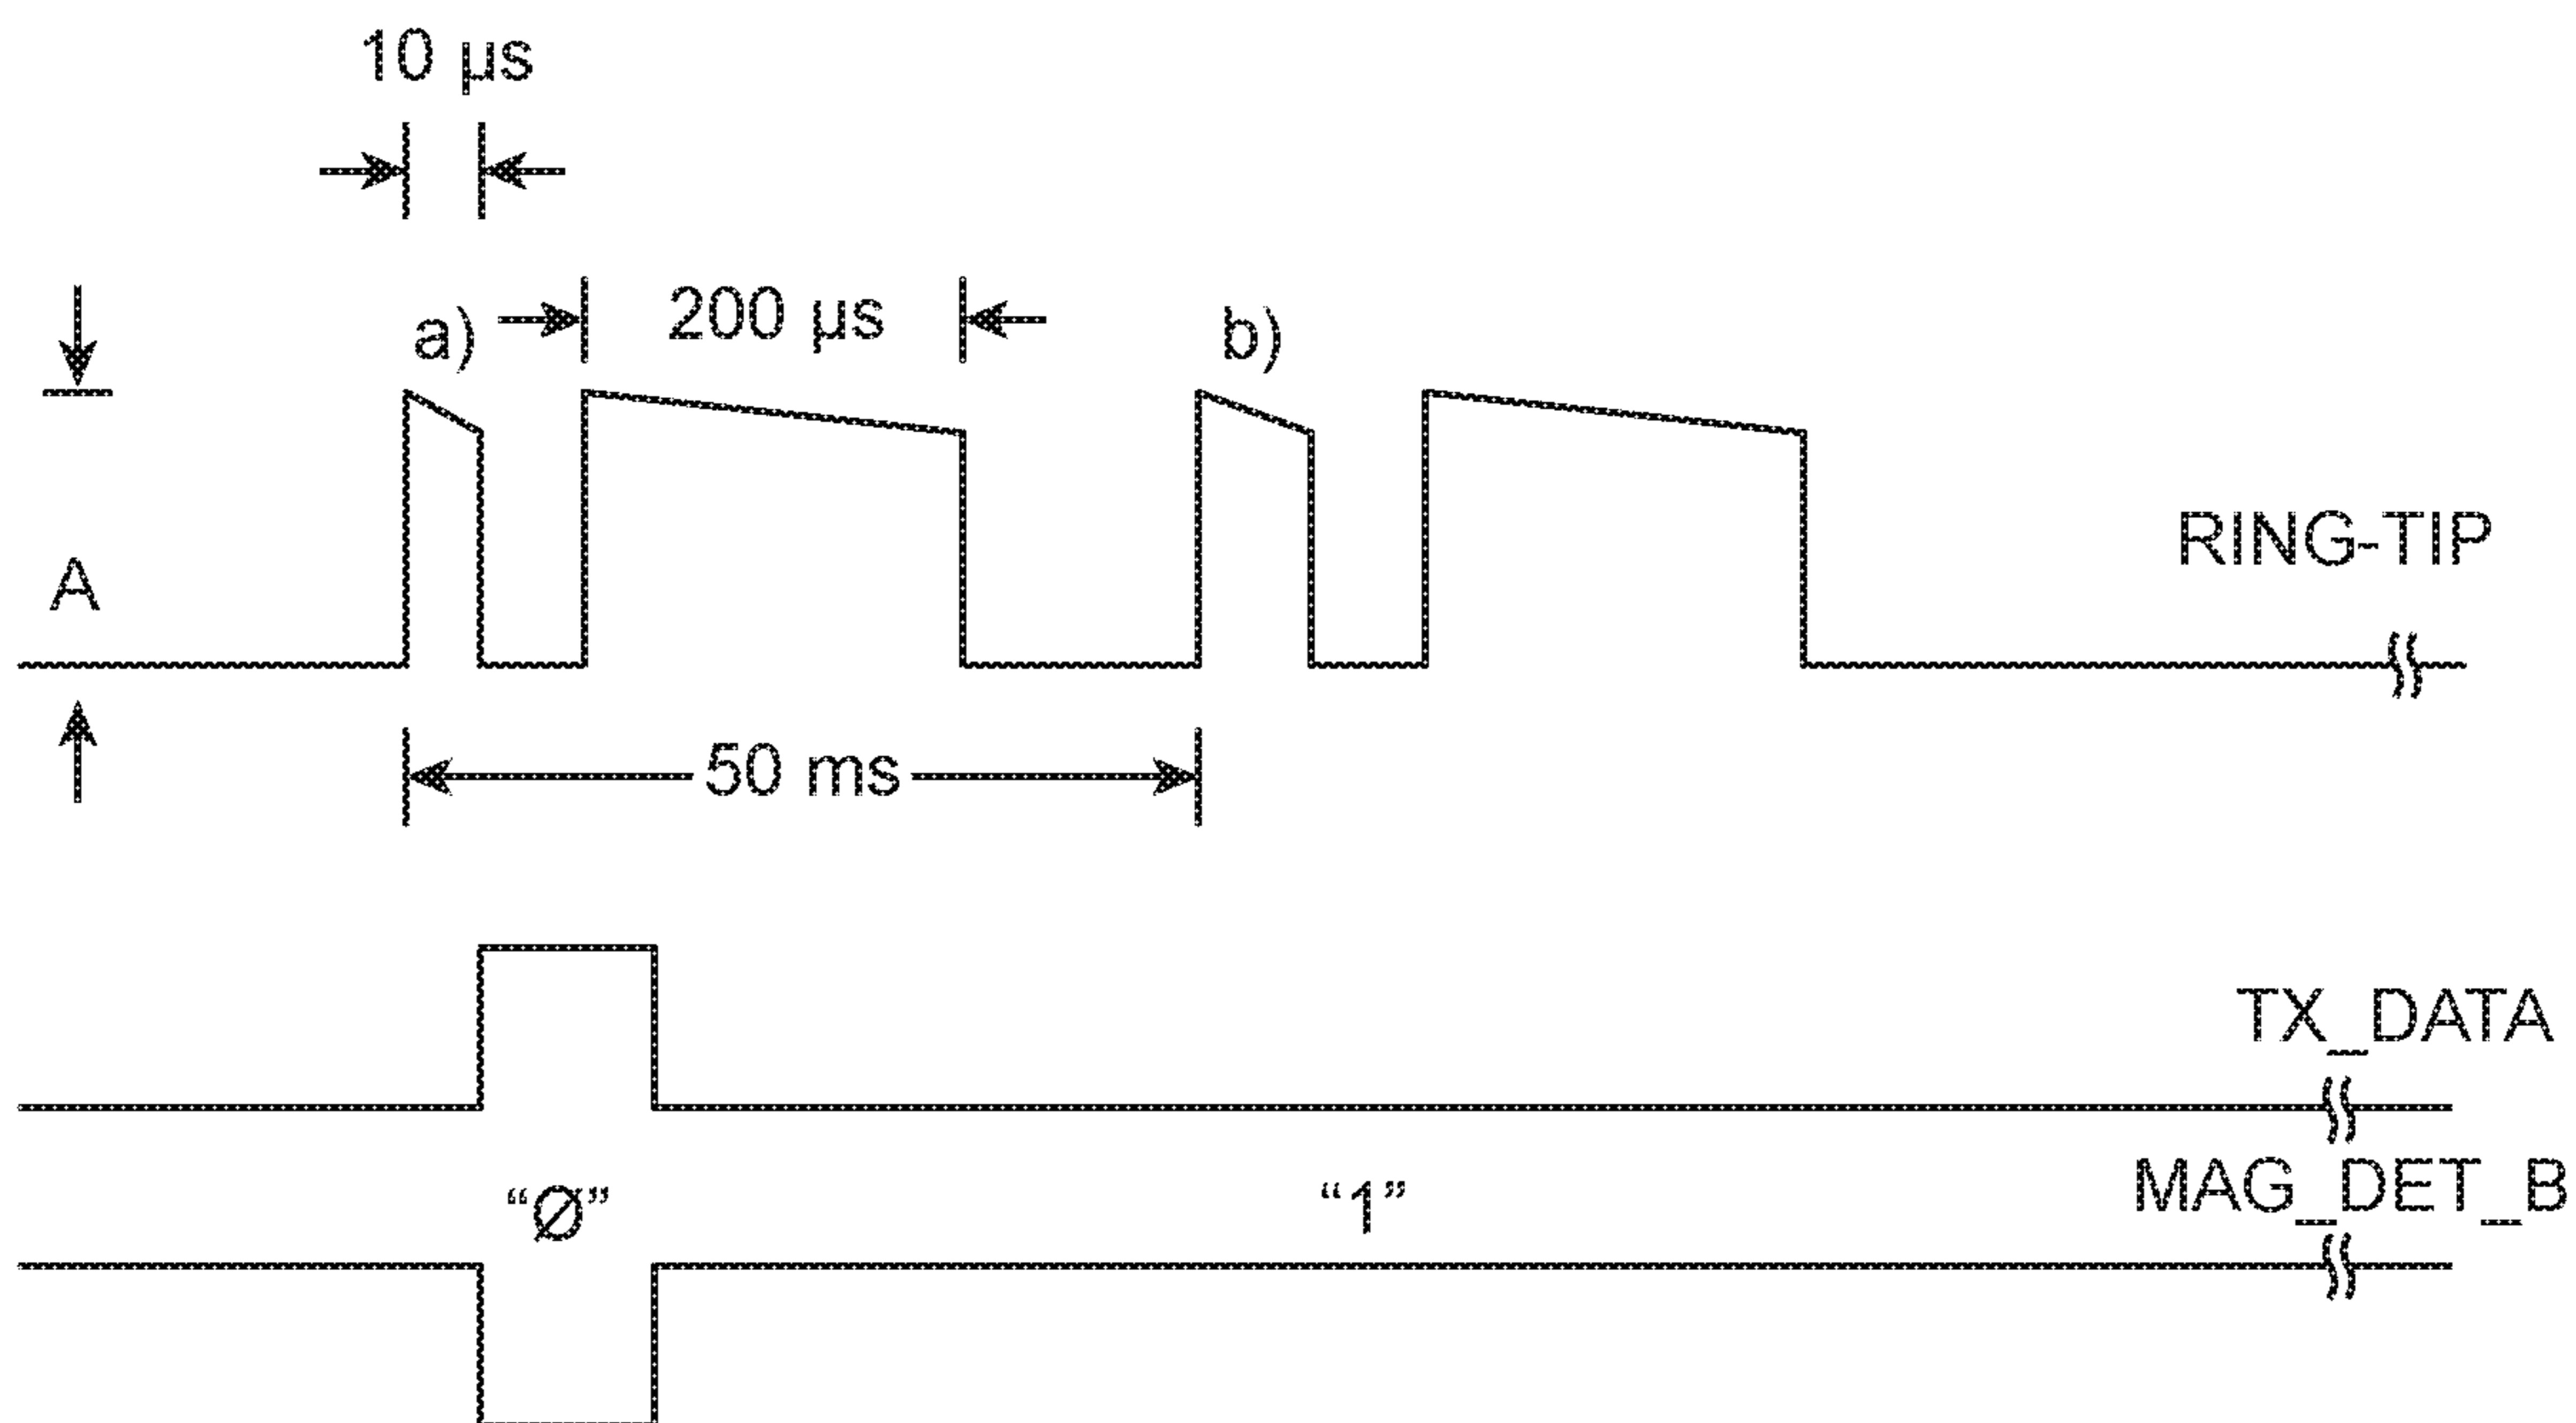 10 µs
a)
200 µs
b)
RING-TIP
A
50 ms
TX_DATA
MAG_DET_B
“Ø”
“1”